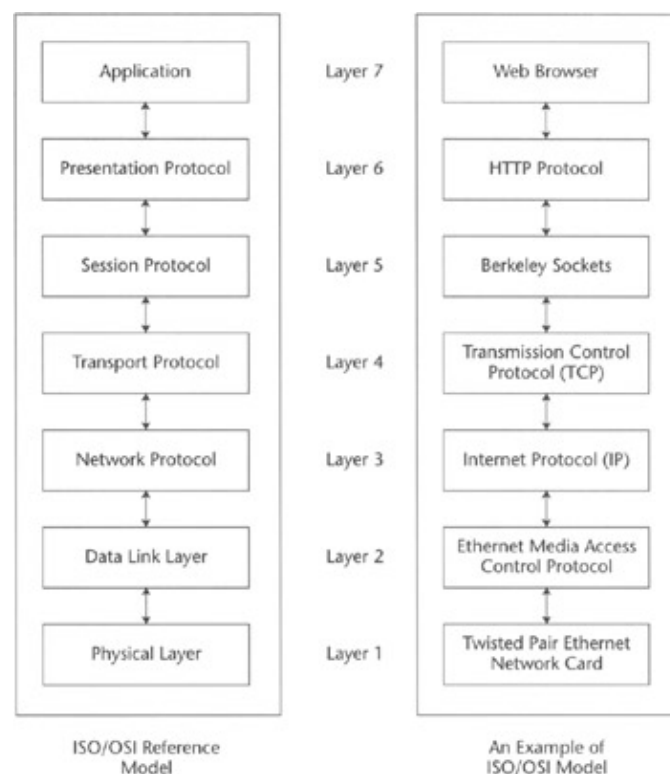 Application
Layer 7
Web Browser
Presentation Protocol
Layer 6
HTTP Protocol
Session Protocol
Layer 5
Berkeley Sockets
Transport Protocol
Layer 4
Transmission Control
Protocol (TCP)
Network Protocol
Layer 3
Internet Protocol (IP)
Data Link Layer
Layer 2
Ethernet Media Access
Control Protocol
Physical Layer
Layer 1
Twisted Pair Ethernet
Network Card
ISO/OSI Reference
Model
An Example of
ISO/OSI Model